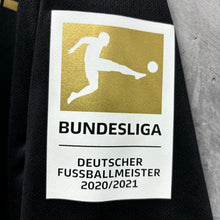 BUNDESLIGA
DEUTSCHER
FUSSBALLMEISTER
2020/2021